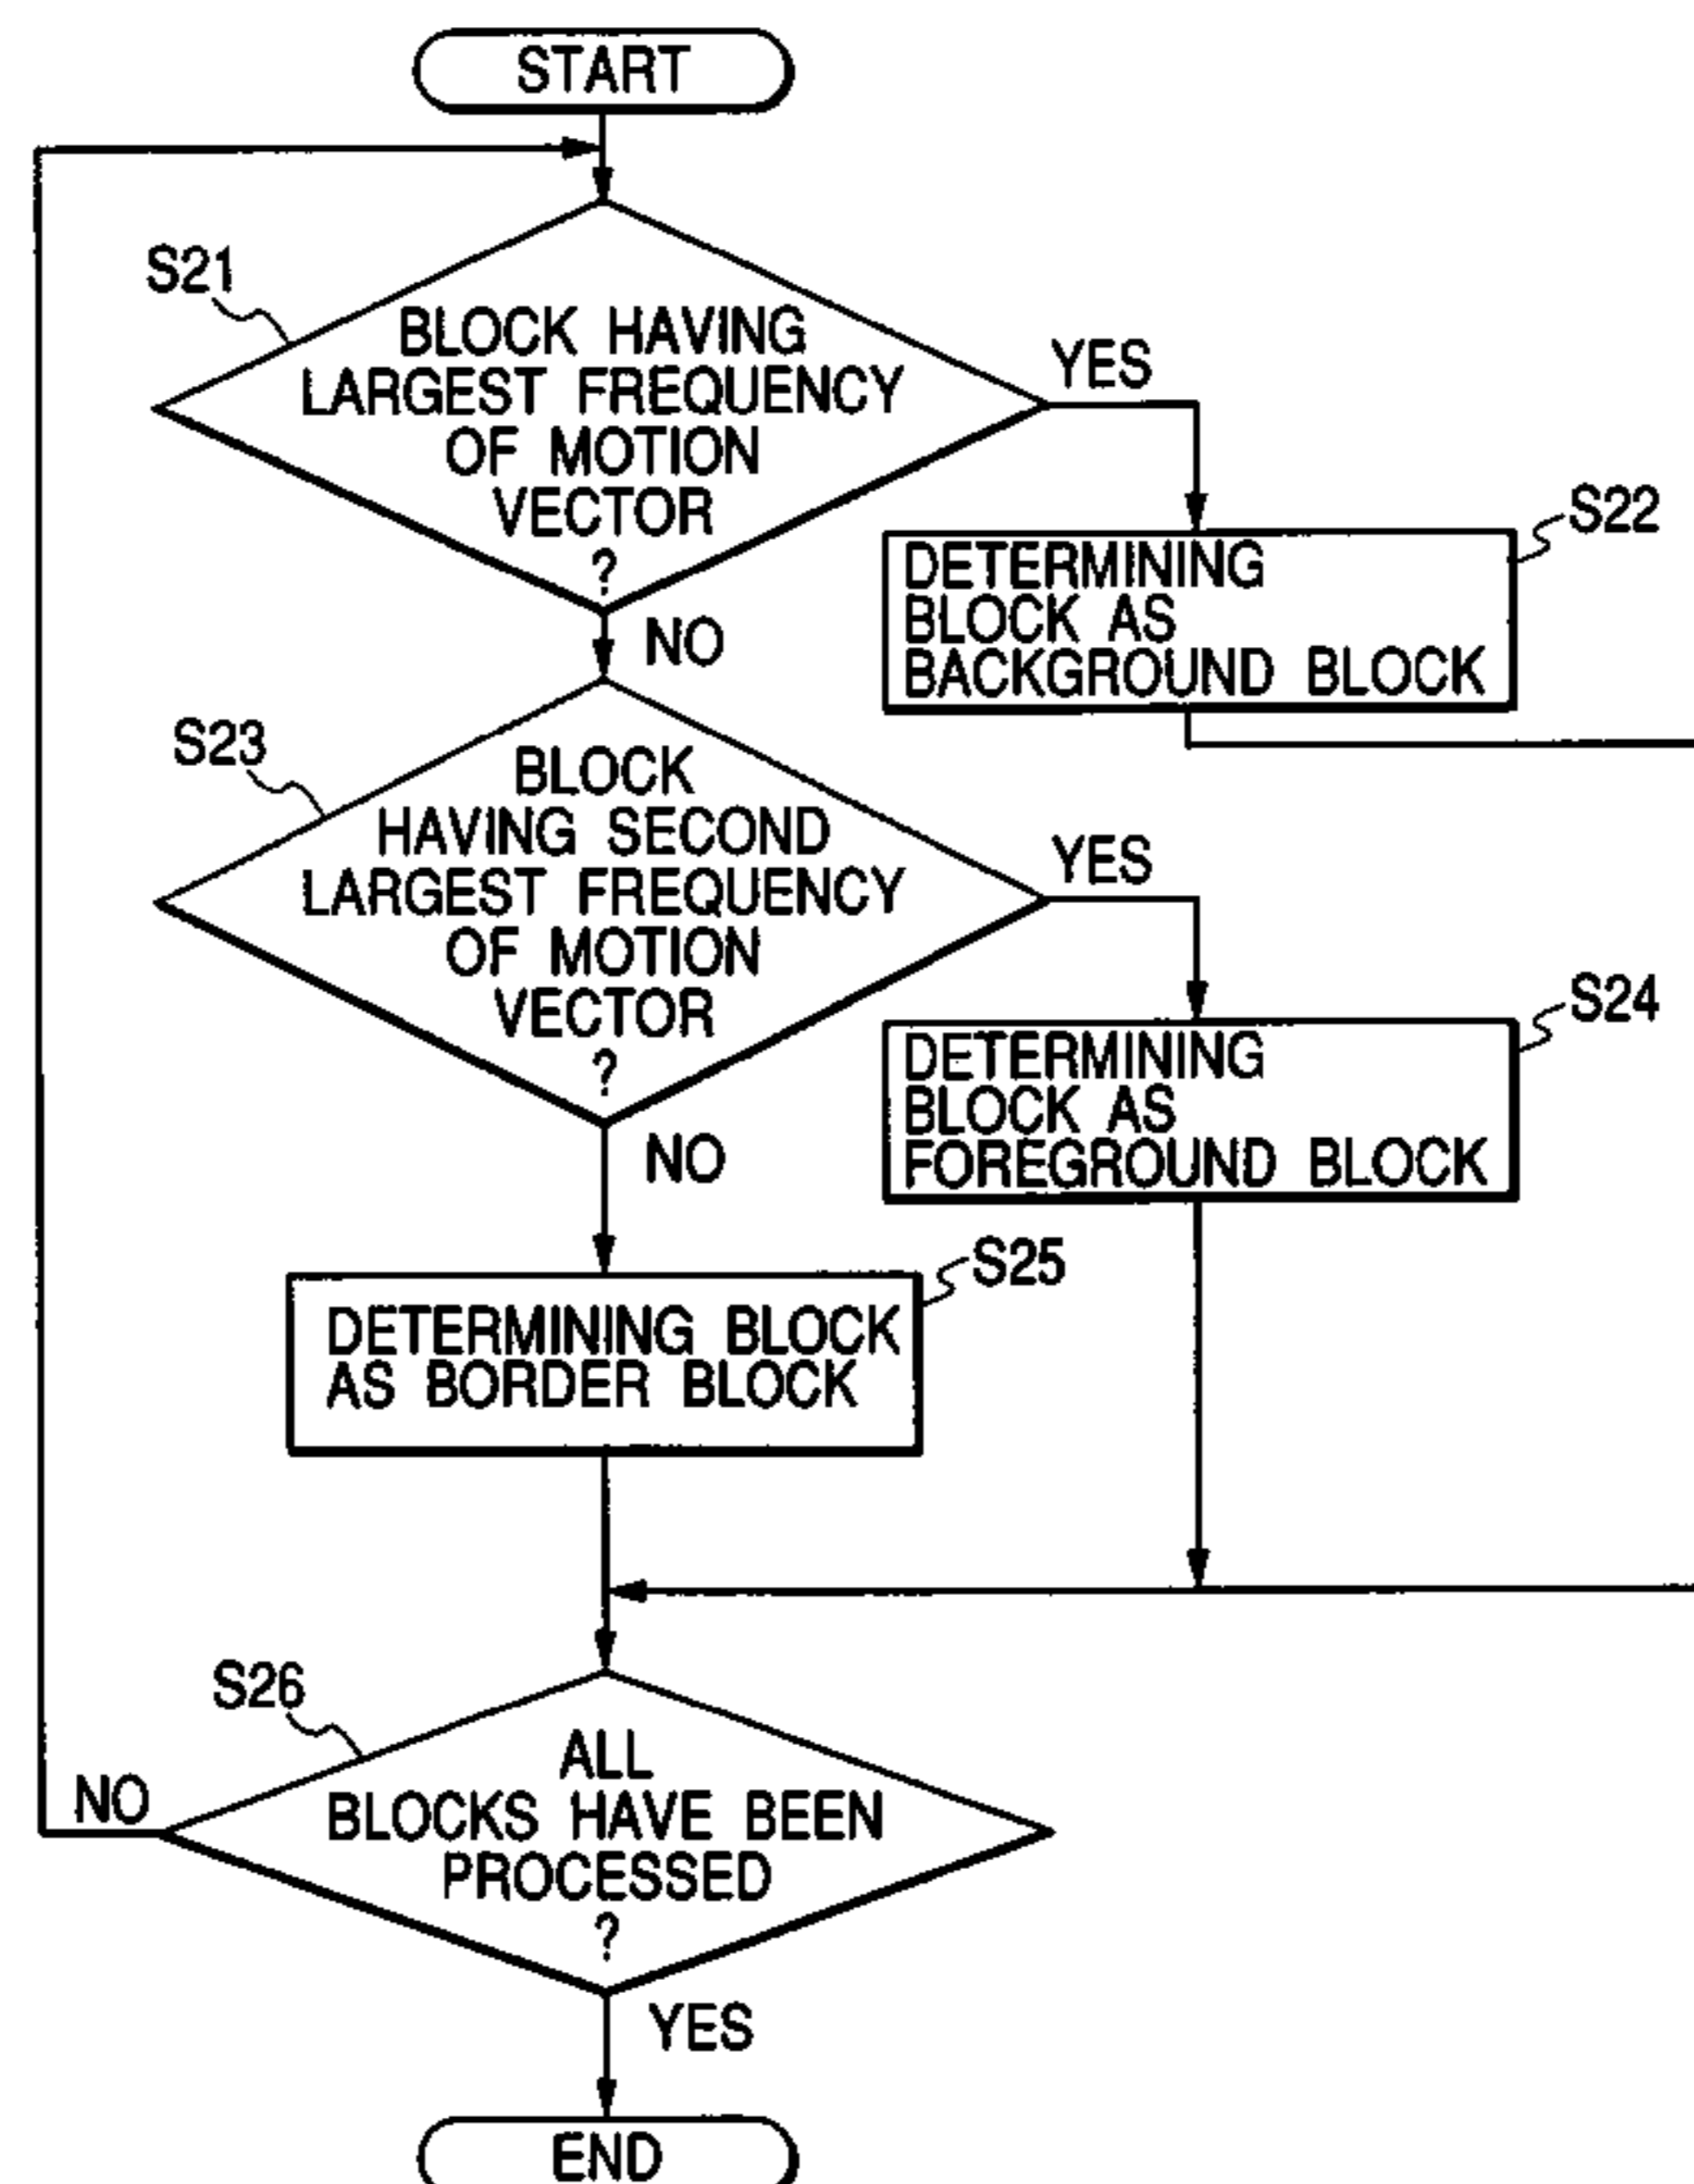 START
S21
BLOCK HAVING
LARGEST FREQUENCY
OF MOTION
VECTOR
?
YES
S22
DETERMINING
BLOCK AS
BACKGROUND BLOCK
NO
S23
BLOCK
HAVING SECOND
LARGEST FREQUENCY
OF MOTION
VECTOR
?
YES
S24
DETERMINING
BLOCK AS
FOREGROUND BLOCK
NO
S25
DETERMINING BLOCK
AS BORDER BLOCK
S26
ALL
BLOCKS HAVE BEEN
PROCESSED
?
NO
YES
END